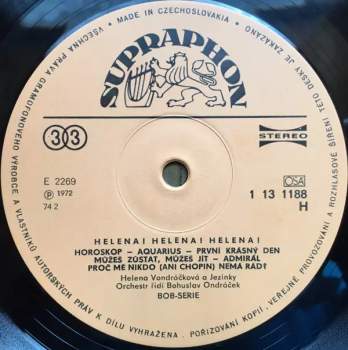 VŠECHNA PRÁVA GRAMOFONOVÉHO VÝROBCE A VLASTNÍKŮ AUTORSKÝCH PRÁV K DÍLU VYHRAŽENA. POŘIZOVÁNÍ KOPIÍ, VEŘEJNÉ PROVOZOVÁNÍ A ROZHLASOVÉ ŠÍŘENÍ TÉTO DESKY JE ZAKÁZÁNO
MADE IN CZECHOSLOVAKIA
SUPRAPHON
33
STEREO
E 2269
℗ 1972
74 2
OSA
1 13 1188
H
HELENA! HELENA! HELENA!
HOROSKOP – AQUARIUS – PRVNÍ KRÁSNÝ DEN
MŮŽEŠ ZŮSTAT, MŮŽEŠ JÍT – ADMIRÁL
PROČ MĚ NIKDO (ANI CHOPIN) NEMÁ RÁD?
Helena Vondráčková a Jezinky
Orchestr řídí Bohuslav Ondráček
BOB-SERIE